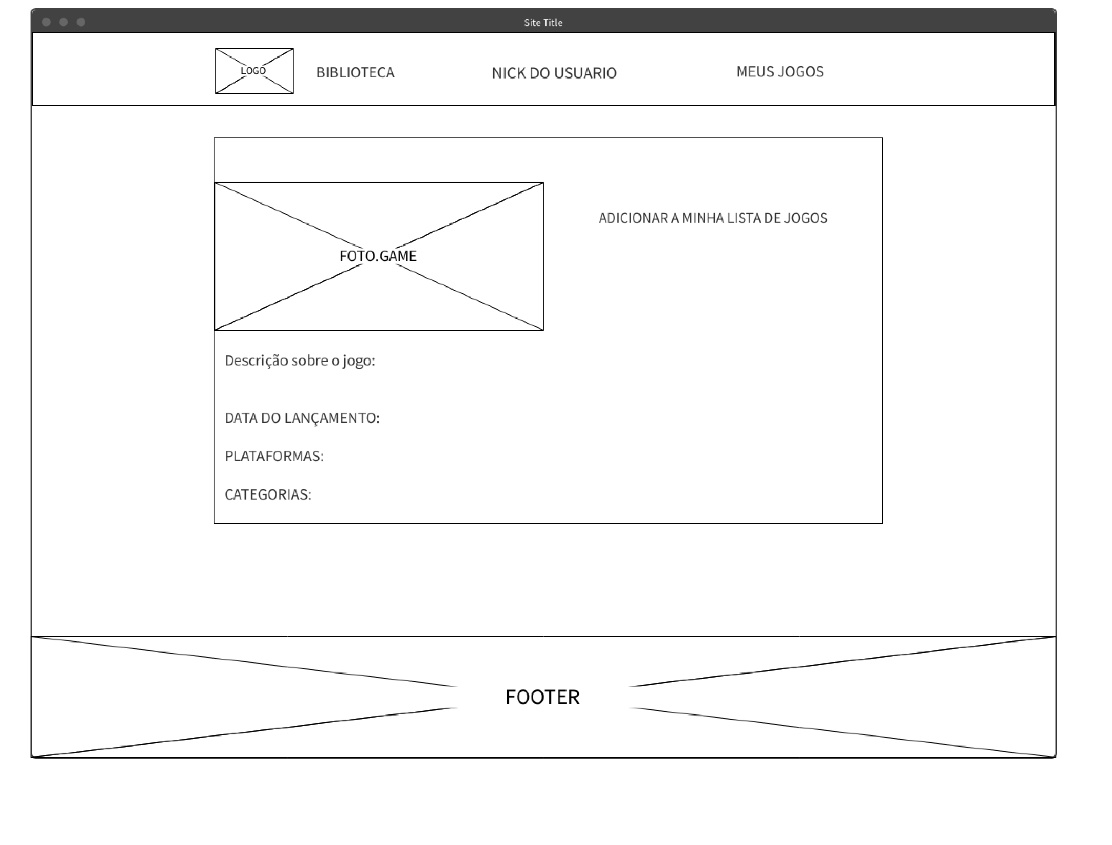 Site Title
LOGO
BIBLIOTECA
NICK DO USUARIO
MEUS JOGOS
ADICIONAR A MINHA LISTA DE JOGOS
FOTO.GAME
Descrição sobre o jogo:
DATA DO LANÇAMENTO:
PLATAFORMAS:
CATEGORIAS:
FOOTER